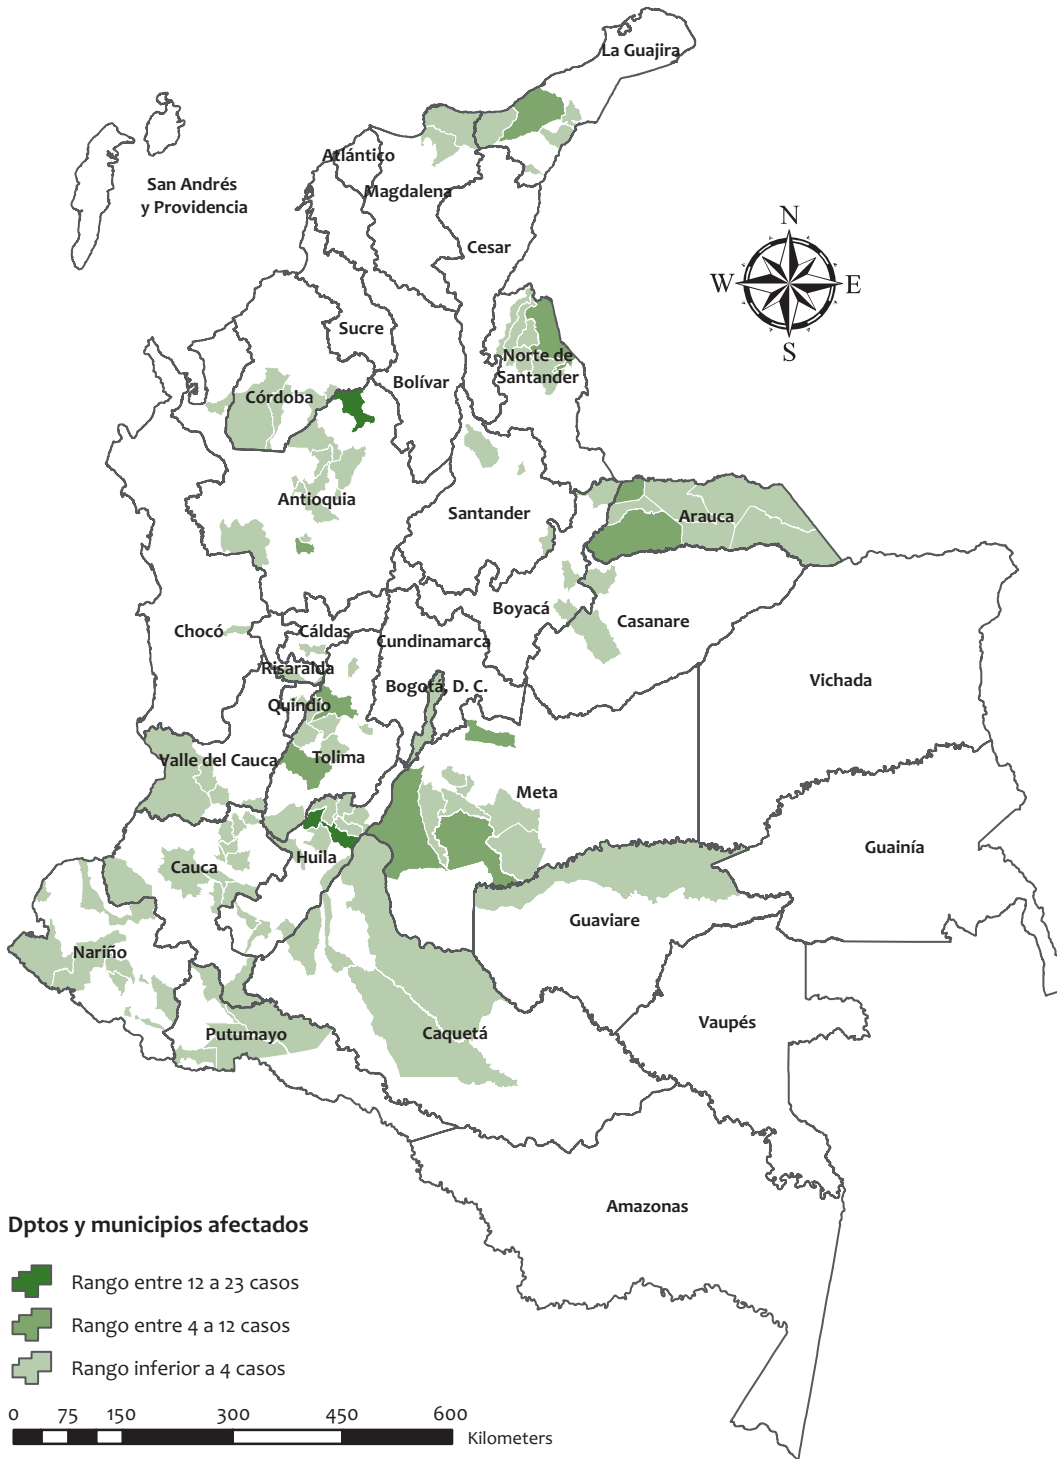 La Guajira
Atlántico
San Andrés
y Providencia
Magdalena
N
Cesar
W
E
Sucre
S
Norte de
Santander
Bolívar
Córdoba
Antioquia
Santander
Arauca
Boyacá
Casanare
Chocó
Cáldas
Cundinamarca
Risaralda
Bogotá, D. C.
Vichada
Quindío
Valle del Cauca
Tolima
Meta
Guainía
Huila
Cauca
Guaviare
Nariño
Vaupés
Putumayo
Caquetá
Amazonas
Dptos y municipios afectados
Rango entre 12 a 23 casos
Rango entre 4 a 12 casos
Rango inferior a 4 casos
0 75 150 300 450 600
Kilometers